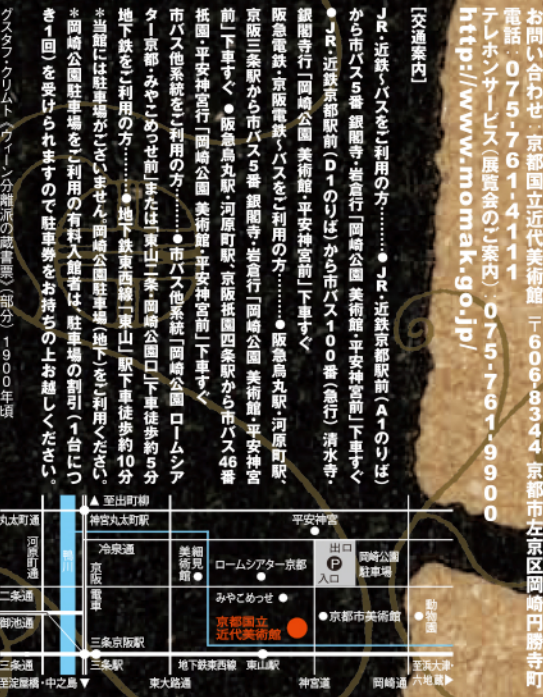 お問い合わせ：京都国立近代美術館 〒606-8344 京都市左京区岡崎円勝寺町
電話：075-761-4111
テレホンサービス（展覧会のご案内）：075-761-9900
http://www.momak.go.jp/
【交通案内】
JR・近鉄〜バスをご利用の方………●JR・近鉄京都駅前（A1のりば）
から市バス5番 銀閣寺・岩倉行「岡崎公園 美術館・平安神宮前」下車すぐ
●JR・近鉄京都駅前（D1のりば）から市バス100番（急行）清水寺・
銀閣寺行「岡崎公園 美術館・平安神宮前」下車すぐ
阪急電鉄・京阪電鉄〜バスをご利用の方………●阪急烏丸駅・河原町駅、
京阪三条駅から市バス5番 銀閣寺・岩倉行「岡崎公園 美術館・平安神宮
前」下車すぐ ●阪急烏丸駅・河原町駅、京阪祇園四条駅から市バス46番
祇園・平安神宮行「岡崎公園 美術館・平安神宮前」下車すぐ
市バス他系統をご利用の方………●市バス他系統「岡崎公園 ロームシア
ター京都・みやこめっせ前」または「東山二条・岡崎公園口」下車徒歩約5分
地下鉄をご利用の方………●地下鉄東西線「東山」駅下車徒歩約10分
＊当館には駐車場がございません。岡崎公園駐車場（地下）をご利用ください。
＊岡崎公園駐車場をご利用の有料入館者は、駐車場の割引（1台につ
き1回）を受けられますので駐車券をお持ちの上お越しください。
グスタフ・クリムト《ウィーン分離派の蔵書票》（部分）1900年頃
▲至出町柳
丸太町通
神宮丸太町駅
平安神宮
河原町通
鴨川
京阪電車
冷泉通
細見美術館
ロームシアター京都
出口
P
入口
岡崎公園
駐車場
二条通
みやこめっせ
御池通
京都国立
近代美術館
京都市美術館
動物園
三条京阪駅
三条通
三条駅
地下鉄東西線
東山駅
至浜大津・
六地蔵▶
至淀屋橋・中之島▼
東大路通
神宮道
岡崎通